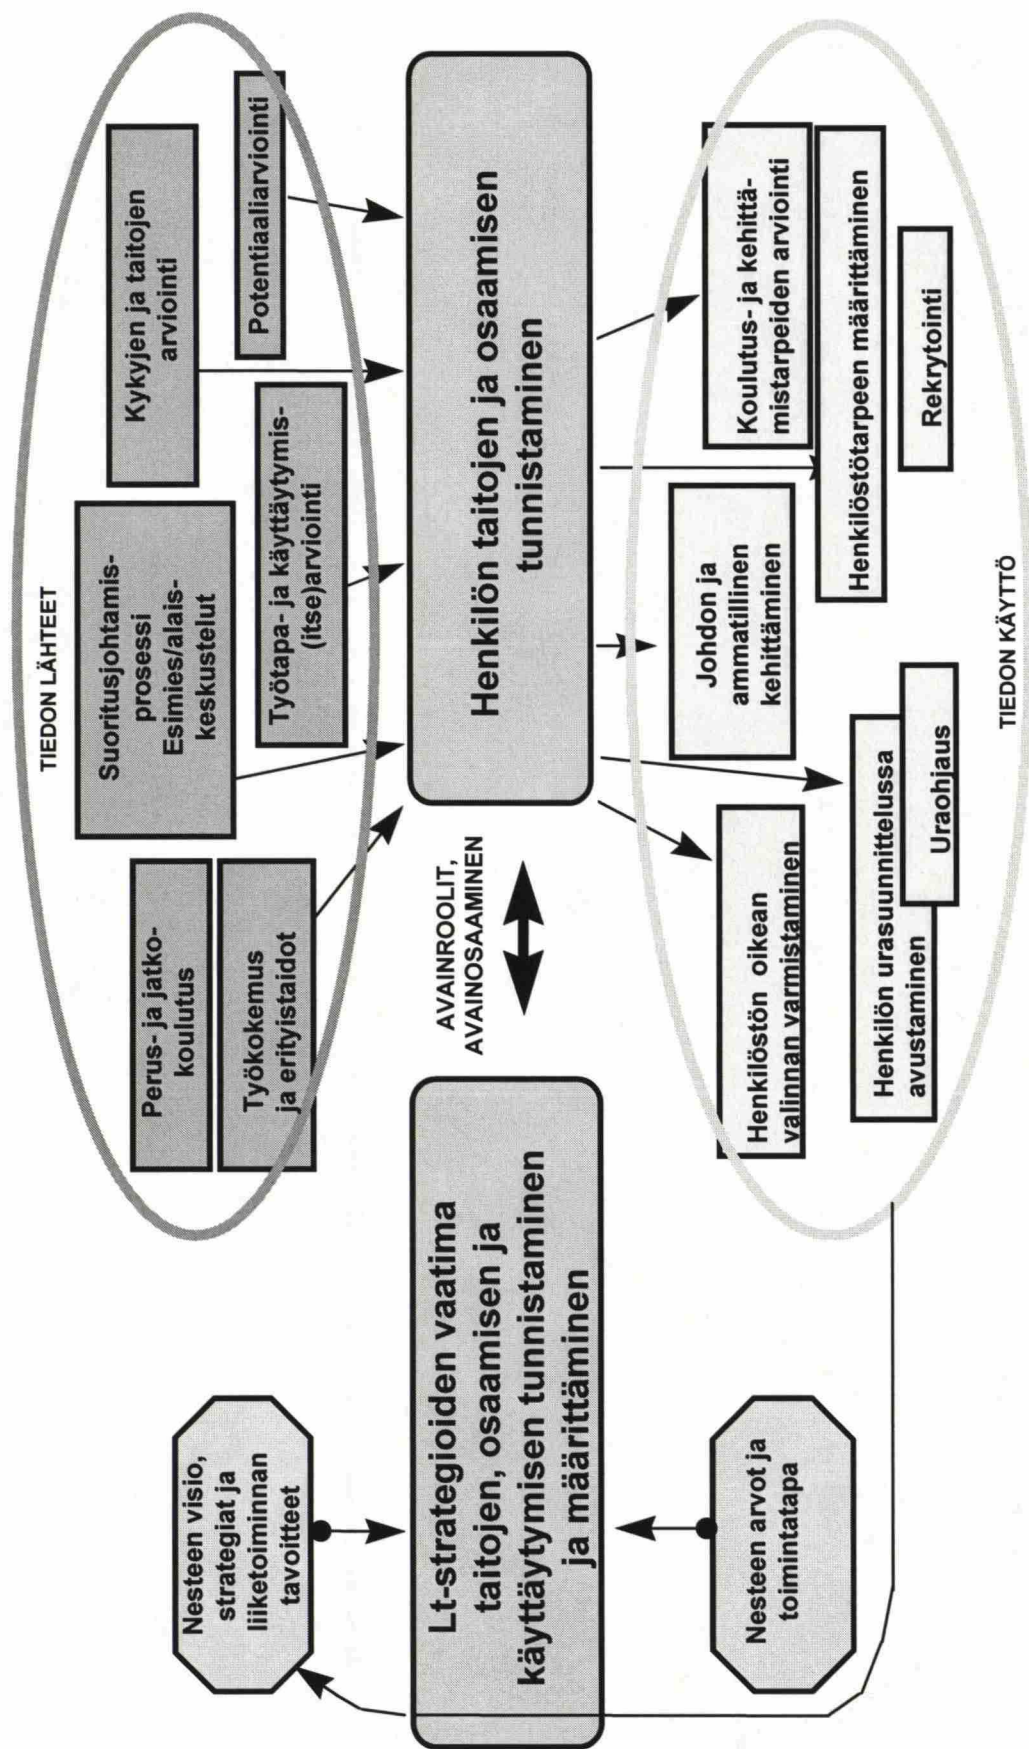 TIEDON LÄHTEET
Perus- ja jatko-
koulutus
Työkokemus
ja erityistaidot
Suoritusjohtamis-
prosessi
Esimies/alais-
keskustelut
Työtapa- ja käyttäytymis-
(itse)arviointi
Kykyjen ja taitojen
arviointi
Potentiaaliarviointi
Nesteen visio,
strategiat ja
liiketoiminnan
tavoitteet
Lt-strategioiden vaatima
taitojen, osaamisen ja
käyttäytymisen tunnistaminen
ja määrittäminen
Nesteen arvot ja
toimintatapa
AVAINROOLIT,
AVAINOSAAMINEN
Henkilön taitojen ja osaamisen
tunnistaminen
Henkilöstön oikean
valinnan varmistaminen
Henkilön urasuunnittelussa
avustaminen
Uraohjaus
Johdon ja
ammatillinen
kehittäminen
Koulutus- ja kehittä-
mistarpeiden arviointi
Henkilöstötarpeen määrittäminen
Rekrytointi
TIEDON KÄYTTÖ